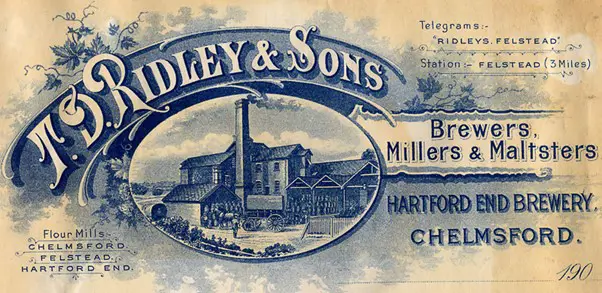 T. D. RIDLEY & SONS
Telegrams:-
"RIDLEYS, FELSTEAD"
Station:- FELSTEAD (3 Miles)
Brewers,
Millers & Maltsters
HARTFORD END BREWERY,
CHELMSFORD.
Flour Mills:-
CHELMSFORD,
FELSTEAD,
HARTFORD END.
190